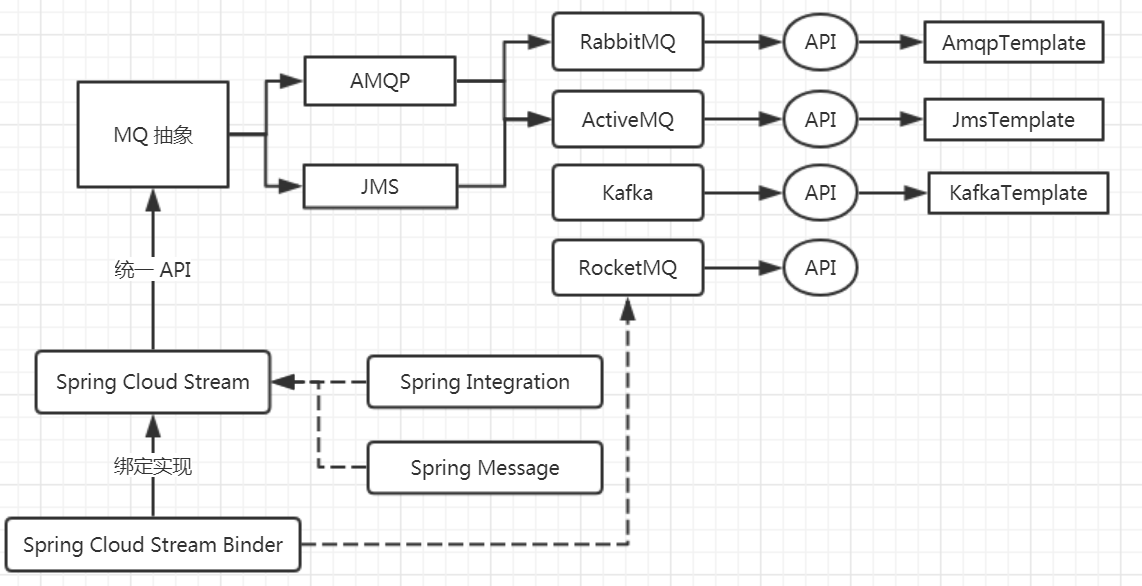 RabbitMQ
API
AmqpTemplate
AMQP
MQ 抽象
ActiveMQ
API
JmsTemplate
JMS
Kafka
API
KafkaTemplate
统一 API
RocketMQ
API
Spring Cloud Stream
Spring Integration
绑定实现
Spring Message
Spring Cloud Stream Binder